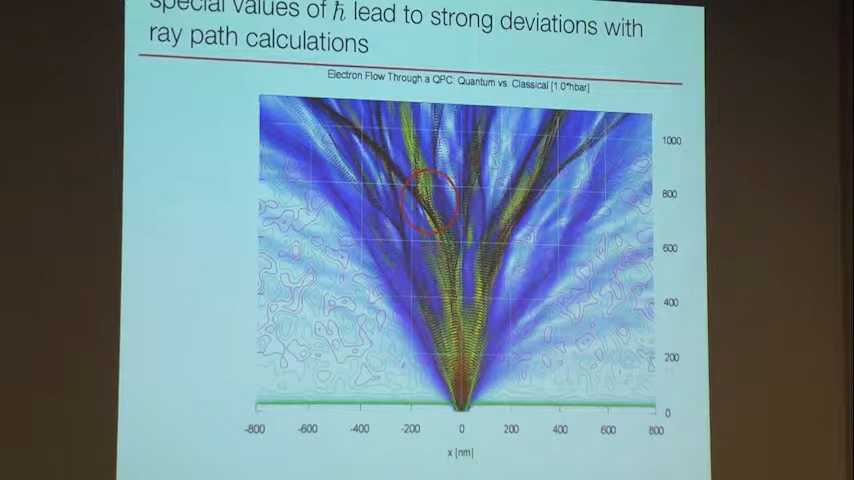 special values of ℏ lead to strong deviations with
ray path calculations
Electron Flow Through a QPC: Quantum vs. Classical [1.0*hbar]
1000
800
600
400
200
0
-800 -600 -400 -200 0 200 400 600 800
x [nm]